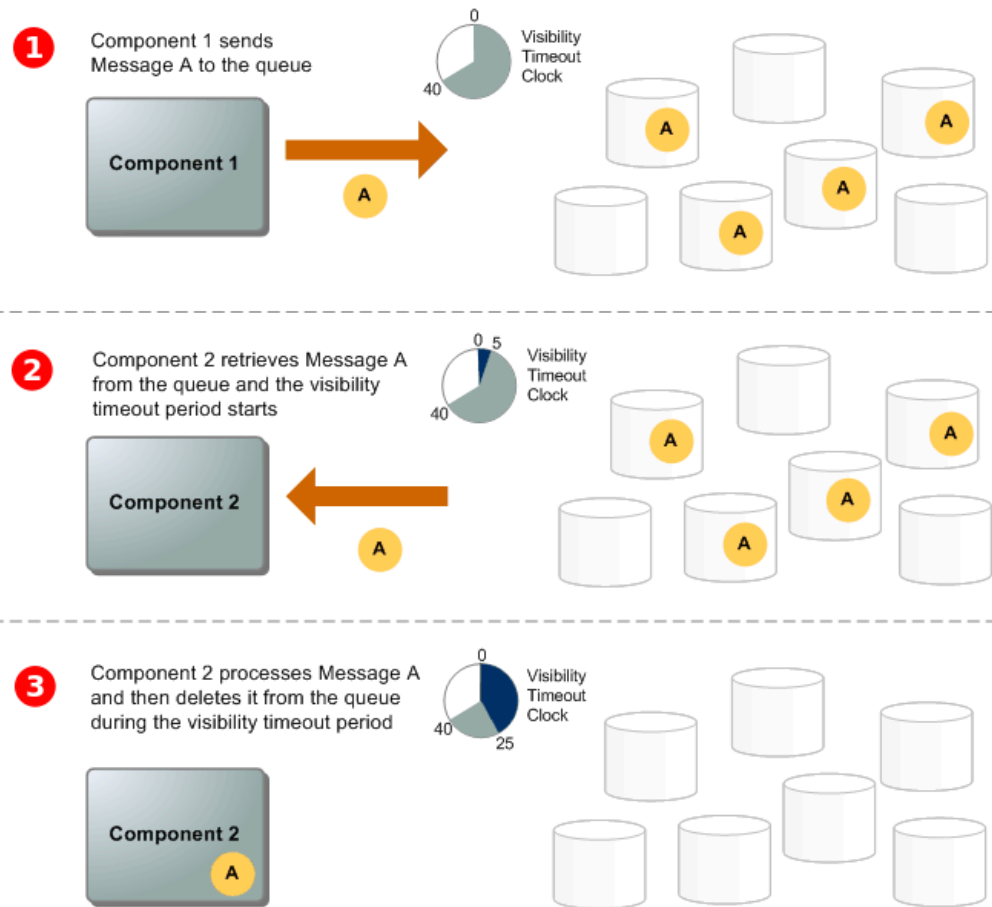 1
Component 1 sends
Message A to the queue
0
40
Visibility
Timeout
Clock
Component 1
A
A
A
A
A
2
Component 2 retrieves Message A
from the queue and the visibility
timeout period starts
0 5
40
Visibility
Timeout
Clock
Component 2
A
A
A
A
A
3
Component 2 processes Message A
and then deletes it from the queue
during the visibility timeout period
0
40
25
Visibility
Timeout
Clock
Component 2
A